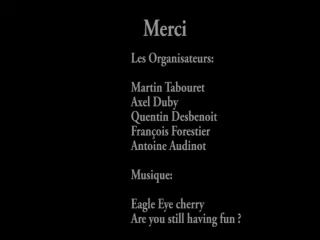 Merci
Les Organisateurs:
Martin Tabouret
Axel Duby
Quentin Desbenoit
François Forestier
Antoine Audinot
Musique:
Eagle Eye cherry
Are you still having fun ?